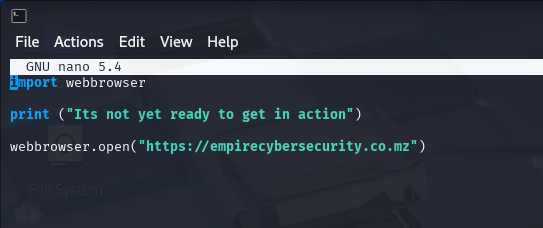 File Actions Edit View Help
GNU nano 5.4
import webbrowser
print ("Its not yet ready to get in action")
webbrowser.open("https://empirecybersecurity.co.mz")
File System